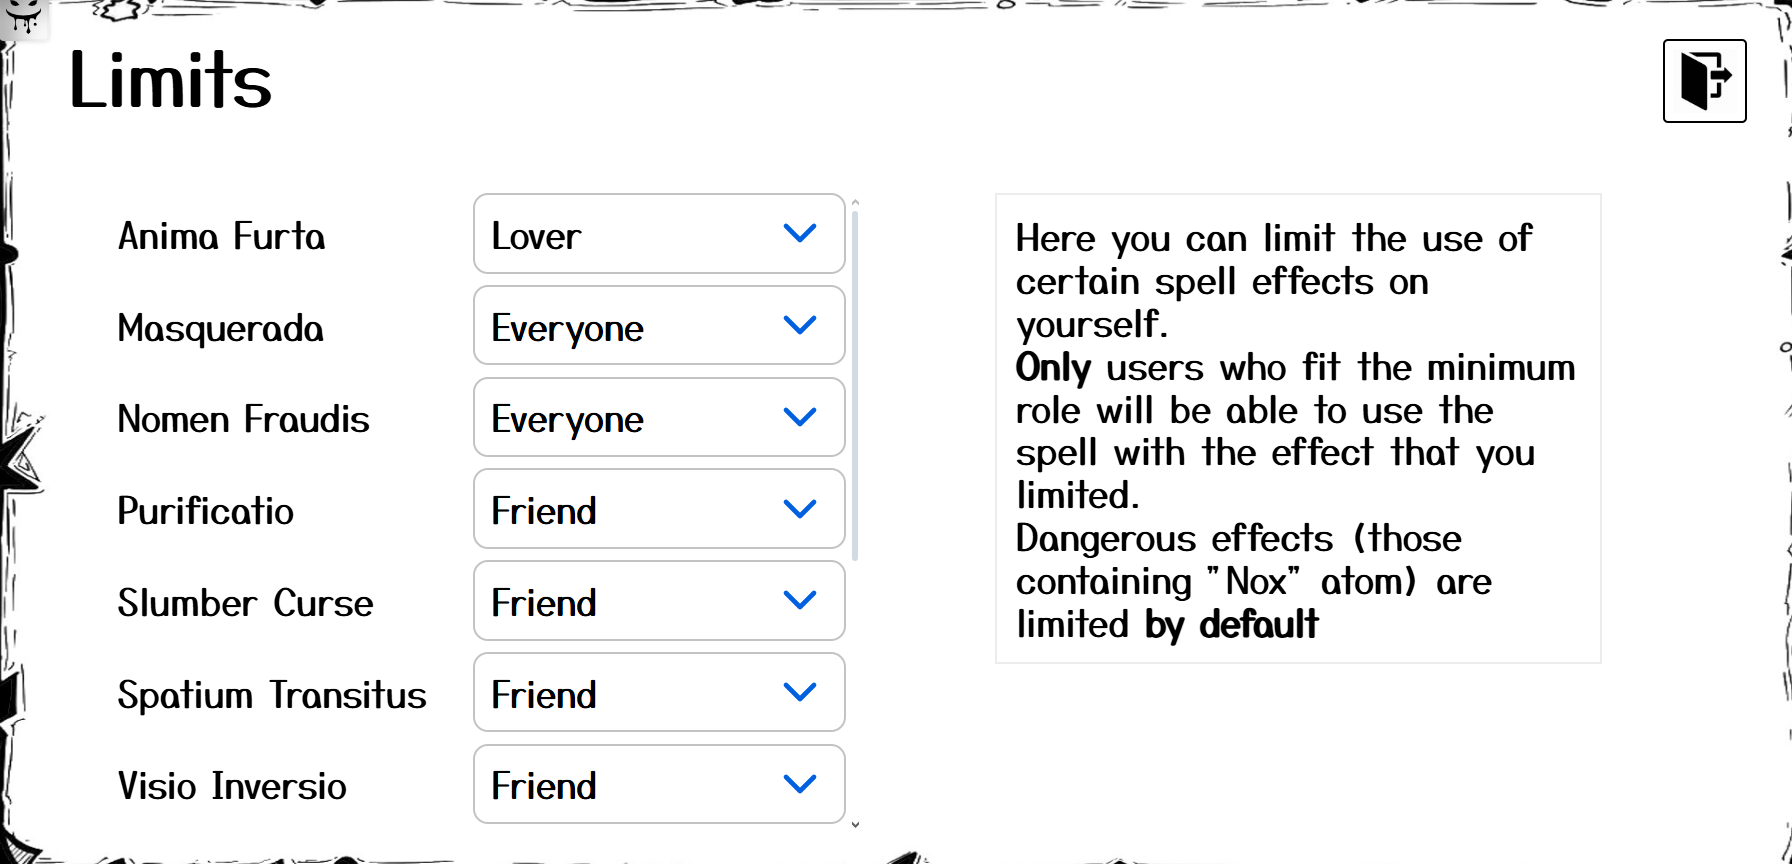 Limits
Anima Furta
Lover
Masquerada
Everyone
Nomen Fraudis
Everyone
Purificatio
Friend
Slumber Curse
Friend
Spatium Transitus
Friend
Visio Inversio
Friend
Here you can limit the use of
certain spell effects on
yourself.
Only users who fit the minimum
role will be able to use the
spell with the effect that you
limited.
Dangerous effects (those
containing "Nox" atom) are
limited by default